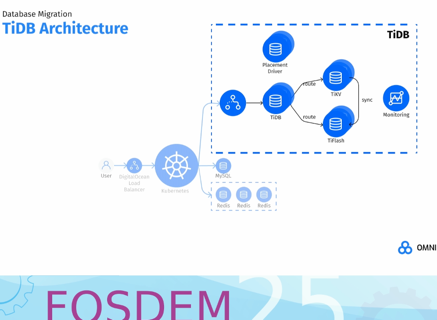 Database Migration
TiDB Architecture
TiDB
Placement
Driver
route
TiKV
TiDB
sync
Monitoring
route
TiFlash
User
DigitalOcean
Load
Balancer
Kubernetes
MySQL
Redis
Redis
Redis
OMNI
FOSDEM 25